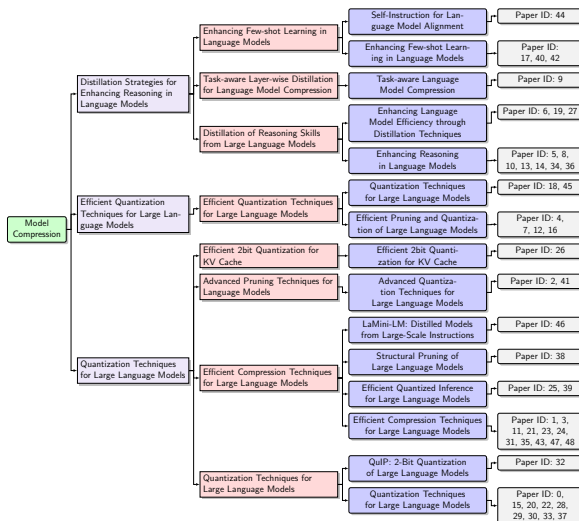 Model
Compression
Distillation Strategies for
Enhancing Reasoning in
Language Models
Enhancing Few-shot Learning in
Language Models
Self-Instruction for Lan-
guage Model Alignment
Paper ID: 44
Enhancing Few-shot Learn-
ing in Language Models
Paper ID:
17, 40, 42
Task-aware Layer-wise Distillation
for Language Model Compression
Task-aware Language
Model Compression
Paper ID: 9
Distillation of Reasoning Skills
from Large Language Models
Enhancing Language
Model Efficiency through
Distillation Techniques
Paper ID: 6, 19, 27
Enhancing Reasoning
in Language Models
Paper ID: 5, 8,
10, 13, 14, 34, 36
Efficient Quantization
Techniques for Large Lan-
guage Models
Efficient Quantization Techniques for
Large Language Models
Quantization Techniques
for Large Language Models
Paper ID: 18, 45
Efficient Pruning and Quantiza-
tion of Large Language Models
Paper ID: 4,
7, 12, 16
Quantization Techniques
for Large Language Models
Efficient 2bit Quantization for
KV Cache
Efficient 2bit Quanti-
zation for KV Cache
Paper ID: 26
Advanced Pruning Techniques for
Language Models
Advanced Quantiza-
tion Techniques for
Large Language Models
Paper ID: 2, 41
Efficient Compression Techniques
for Large Language Models
LaMini-LM: Distilled Models
from Large-Scale Instructions
Paper ID: 46
Structural Pruning of
Large Language Models
Paper ID: 38
Efficient Quantized Inference
for Large Language Models
Paper ID: 25, 39
Efficient Compression Techniques
for Large Language Models
Paper ID: 1, 3,
11, 21, 23, 24,
31, 35, 43, 47, 48
Quantization Techniques for
Large Language Models
QuIP: 2-Bit Quantization
of Large Language Models
Paper ID: 32
Quantization Techniques
for Large Language Models
Paper ID: 0,
15, 20, 22, 28,
29, 30, 33, 37